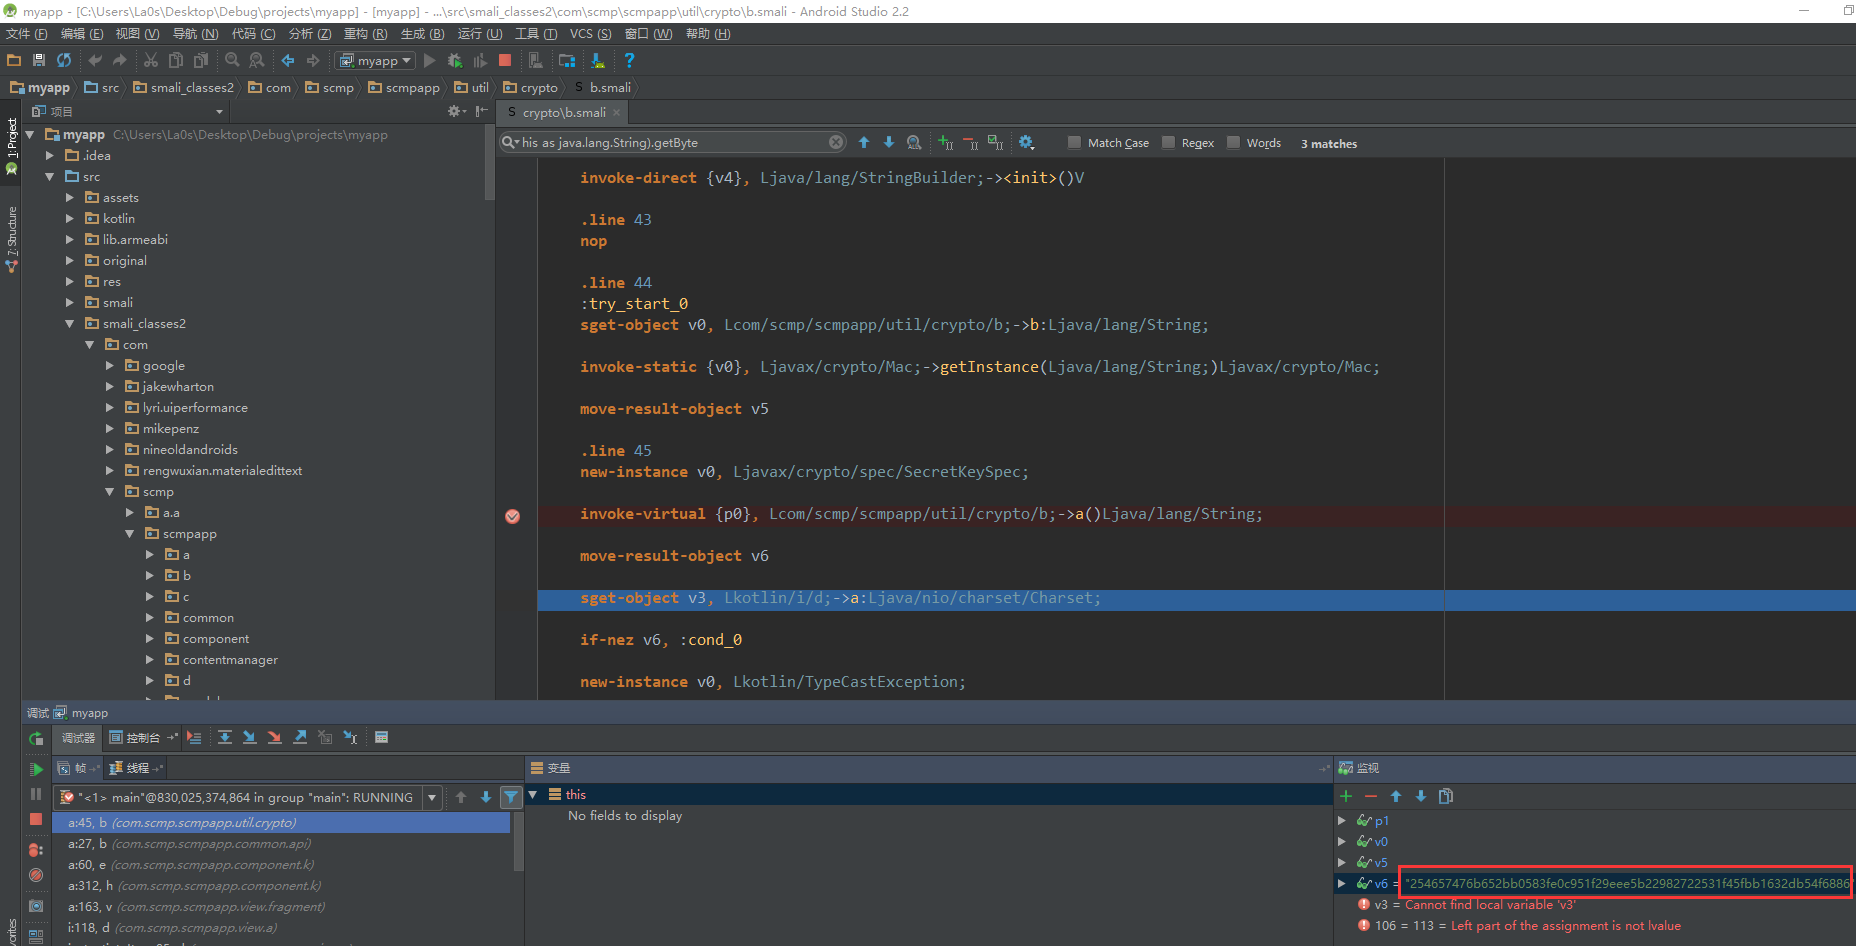 myapp - [C:\Users\La0s\Desktop\Debug\projects\myapp] - [myapp] - ...\src\smali_classes2\com\scmp\scmpapp\util\crypto\b.smali - Android Studio 2.2
文件 (F) 编辑 (E) 视图 (V) 导航 (N) 代码 (C) 分析 (Z) 重构 (R) 生成 (B) 运行 (U) 工具 (T) VCS (S) 窗口 (W) 帮助 (H)
myapp
myapp src smali_classes2 com scmp scmpapp util crypto S b.smali
1: Project
7: Structure
项目
myapp C:\Users\La0s\Desktop\Debug\projects\myapp
.idea
src
assets
kotlin
lib.armeabi
original
res
smali
smali_classes2
com
google
jakewharton
lyri.uiperformance
mikepenz
nineoldandroids
rengwuxian.materialedittext
scmp
a.a
scmpapp
a
b
c
common
component
contentmanager
d
S crypto\b.smali
his as java.lang.String).getByte
Match Case Regex Words 3 matches
invoke-direct {v4}, Ljava/lang/StringBuilder;-><init>()V
.line 43
nop
.line 44
:try_start_0
sget-object v0, Lcom/scmp/scmpapp/util/crypto/b;->b:Ljava/lang/String;
invoke-static {v0}, Ljavax/crypto/Mac;->getInstance(Ljava/lang/String;)Ljavax/crypto/Mac;
move-result-object v5
.line 45
new-instance v0, Ljavax/crypto/spec/SecretKeySpec;
invoke-virtual {p0}, Lcom/scmp/scmpapp/util/crypto/b;->a()Ljava/lang/String;
move-result-object v6
sget-object v3, Lkotlin/i/d;->a:Ljava/nio/charset/Charset;
if-nez v6, :cond_0
new-instance v0, Lkotlin/TypeCastException;
调试 myapp
调试器 控制台
帧 线程
"<1> main"@830,025,374,864 in group "main": RUNNING
a:45, b (com.scmp.scmpapp.util.crypto)
a:27, b (com.scmp.scmpapp.common.api)
a:60, e (com.scmp.scmpapp.component.k)
a:312, h (com.scmp.scmpapp.component.k)
a:163, v (com.scmp.scmpapp.view.fragment)
i:118, d (com.scmp.scmpapp.view.a)
变量
this
No fields to display
监视
p1
v0
v5
v6 = "254657476b652bb0583fe0c951f29eee5b22982722531f45fbb1632db54f6886
v3 = Cannot find local variable 'v3'
106 = 113 = Left part of the assignment is not lvalue